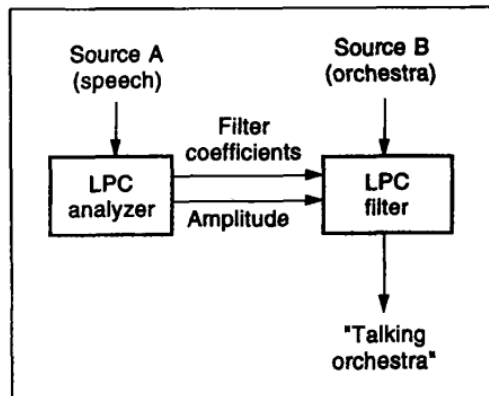 Source A
(speech)
Source B
(orchestra)
Filter
coefficients
LPC
analyzer
Amplitude
LPC
filter
"Talking
orchestra"